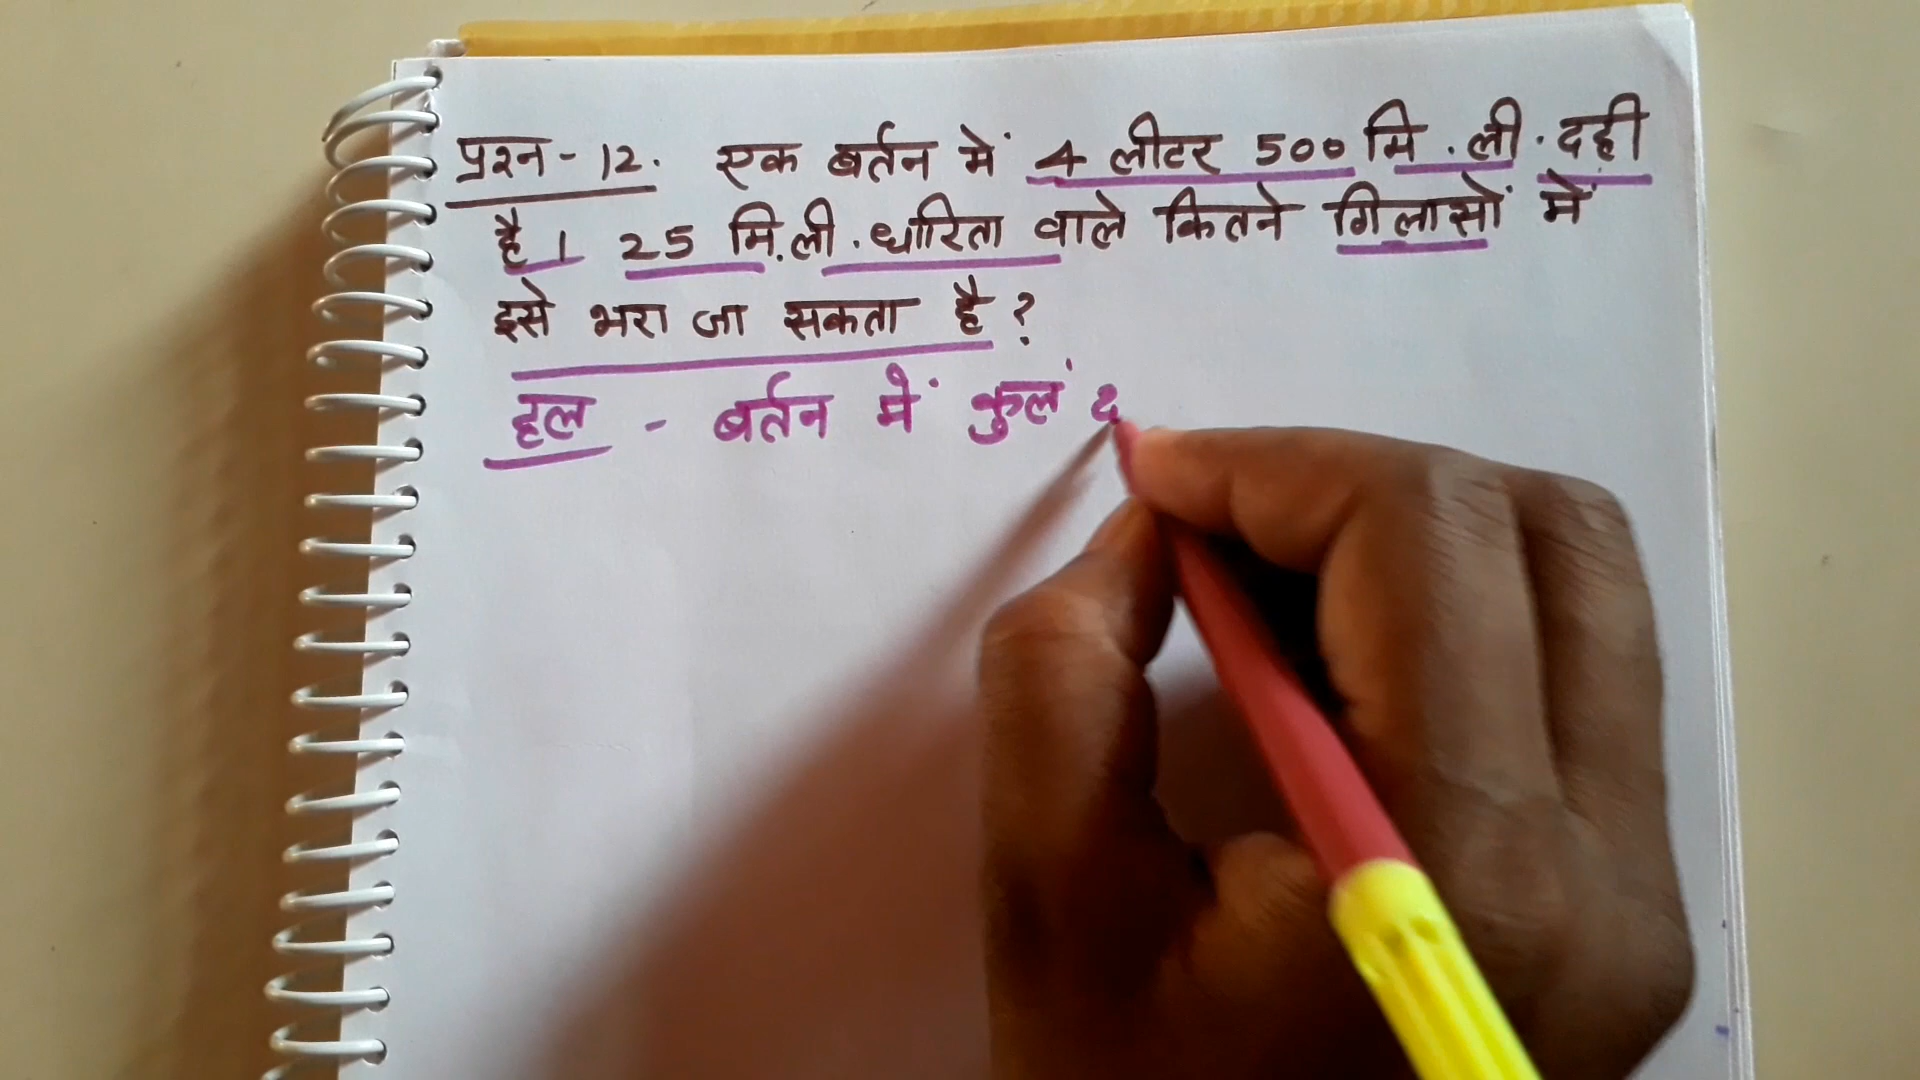 प्रश्न - 12. एक बर्तन में 4 लीटर 500 मि.ली. दही
है। 25 मि.ली. धारिता वाले कितने गिलासों में
इसे भरा जा सकता है?
हल - बर्तन में कुल द